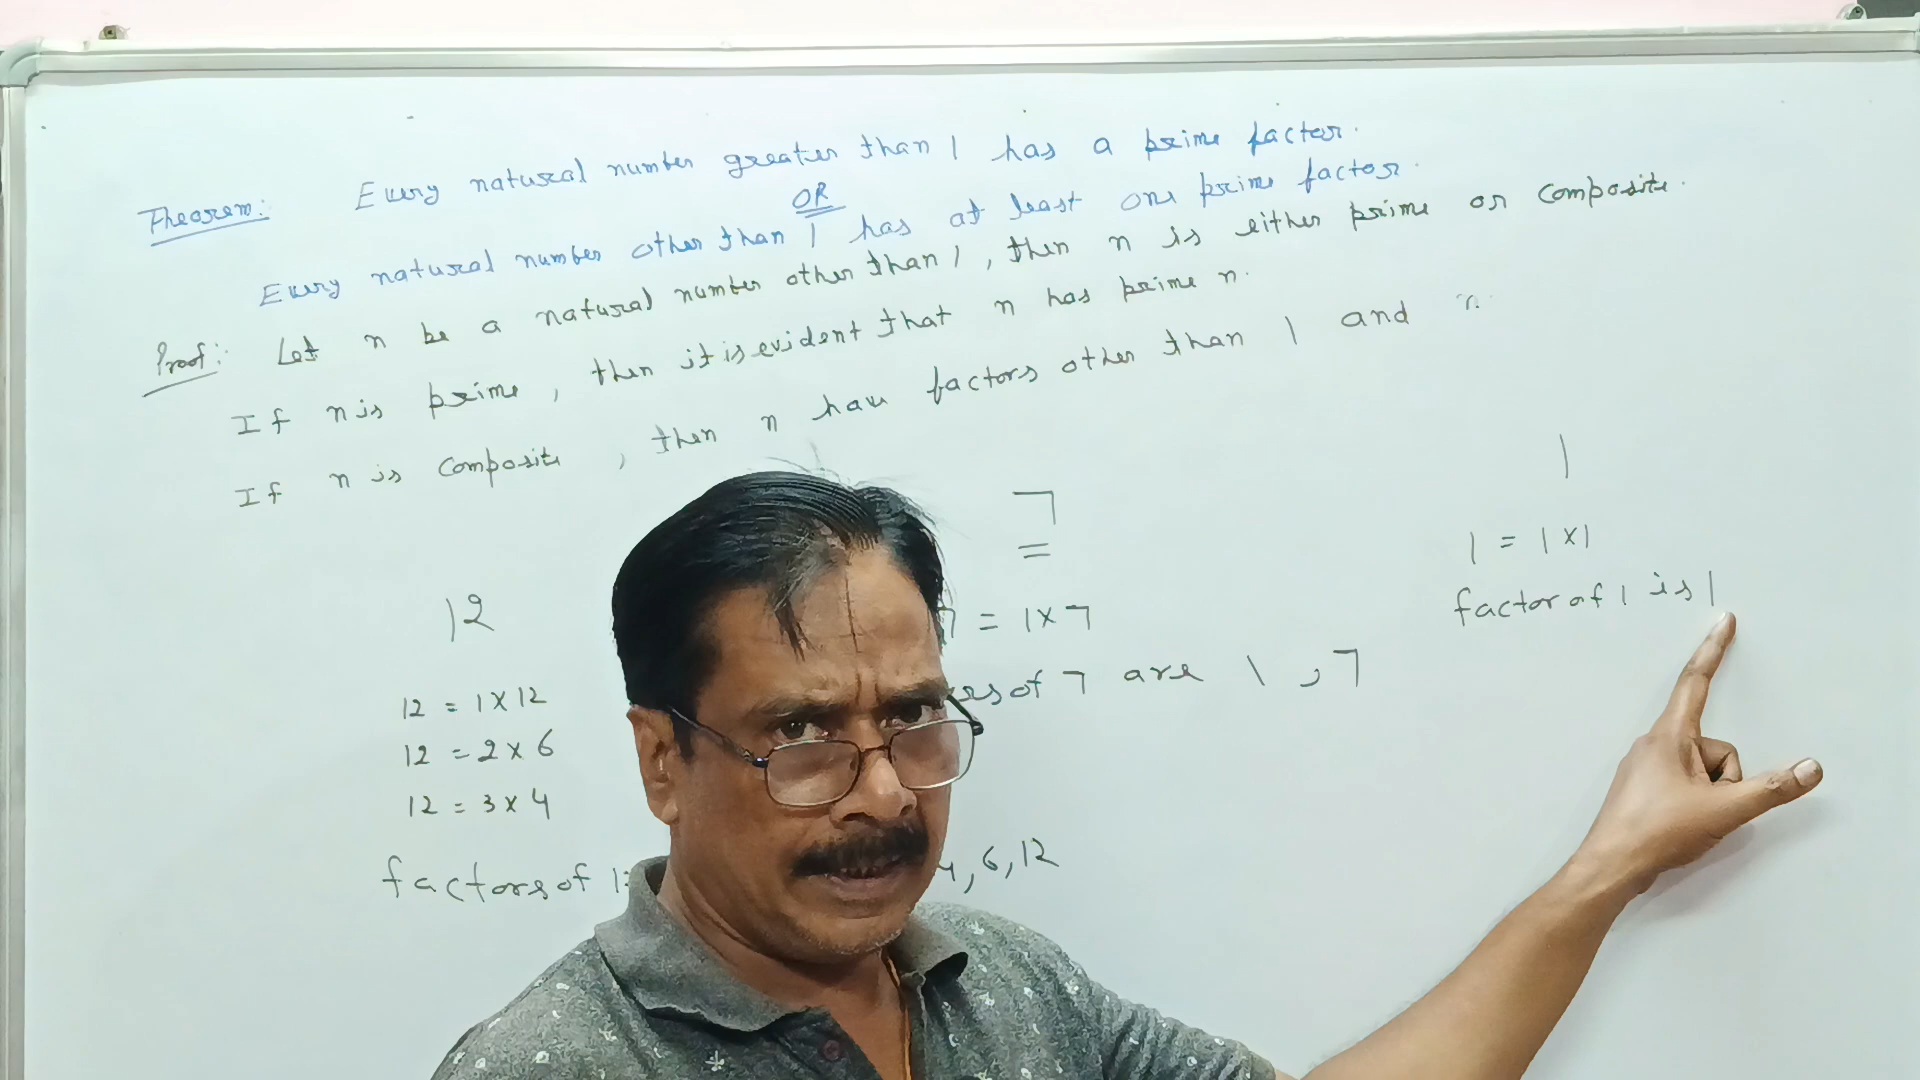 Theorem: Every natural number greater than 1 has a prime factor.
OR
Every natural number other than 1 has at least one prime factor.
Proof: Let n be a natural number other than 1, then n is either prime or composite.
If n is prime, then it is evident that n has prime n.
If n is composite, then n have factors other than 1 and n.
12
12 = 1 x 12
12 = 2 x 6
12 = 3 x 4
factors of 4, 6, 12
7
=
7 = 1 x 7
of 7 are 1, 7
1
1 = 1 x 1
factor of 1 is 1